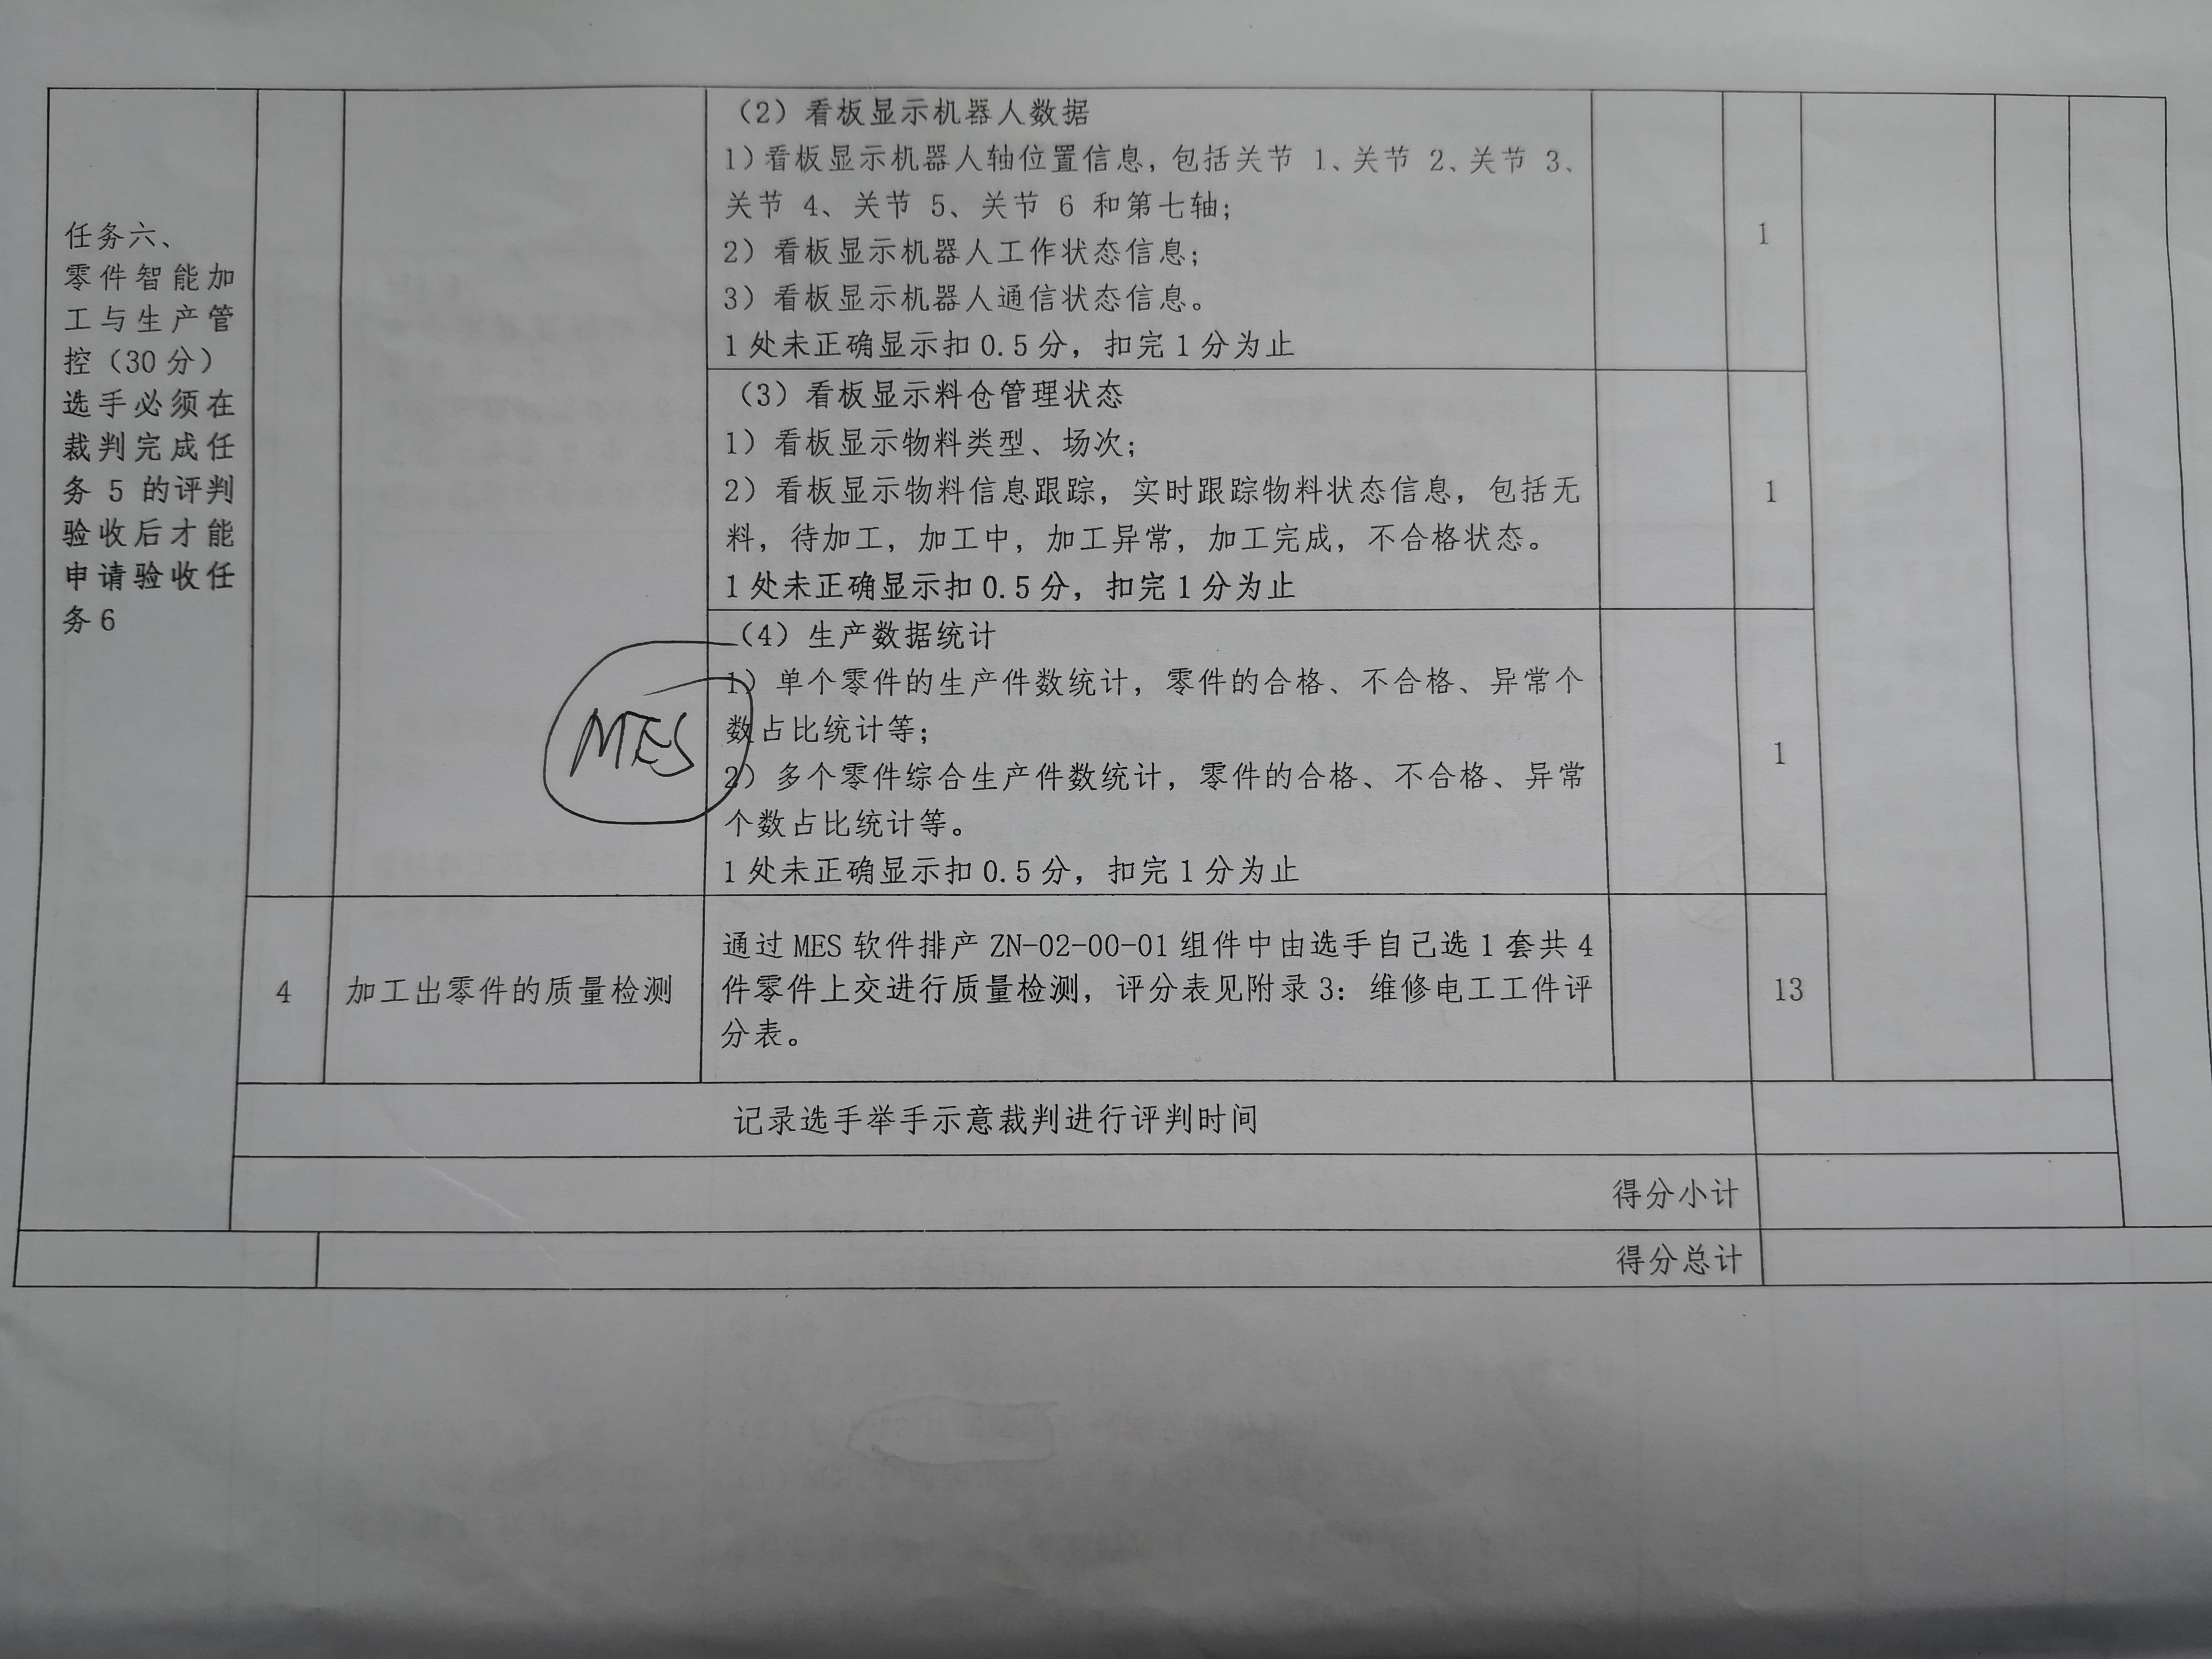 任务六、
零件智能加
工与生产管
控（30分）
选手必须在
裁判完成任
务 5 的评判
验收后才能
申请验收任
务6
（2）看板显示机器人数据
1）看板显示机器人轴位置信息，包括关节 1、关节 2、关节 3、
关节 4、关节 5、关节 6 和第七轴；
2）看板显示机器人工作状态信息；
3）看板显示机器人通信状态信息。
1处未正确显示扣0.5分，扣完1分为止
1
（3）看板显示料仓管理状态
1）看板显示物料类型、场次；
2）看板显示物料信息跟踪，实时跟踪物料状态信息，包括无
料，待加工，加工中，加工异常，加工完成，不合格状态。
1处未正确显示扣0.5分，扣完1分为止
1
MES
（4）生产数据统计
1）单个零件的生产件数统计，零件的合格、不合格、异常个
数占比统计等；
2）多个零件综合生产件数统计，零件的合格、不合格、异常
个数占比统计等。
1处未正确显示扣0.5分，扣完1分为止
1
4
加工出零件的质量检测
通过MES软件排产ZN-02-00-01组件中由选手自己选1套共4
件零件上交进行质量检测，评分表见附录3：维修电工工件评
分表。
13
记录选手举手示意裁判进行评判时间
得分小计
得分总计